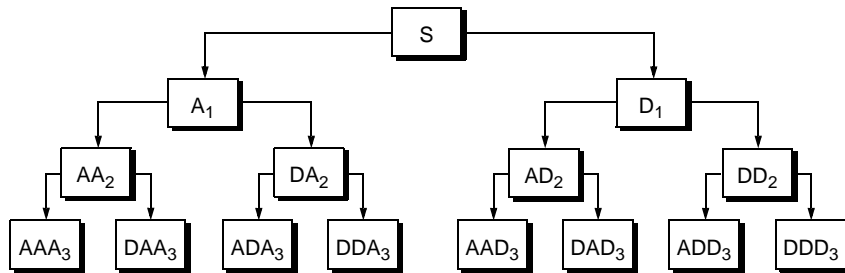 S
A₁ D₁
AA₂ DA₂ AD₂ DD₂
AAA₃ DAA₃ ADA₃ DDA₃ AAD₃ DAD₃ ADD₃ DDD₃